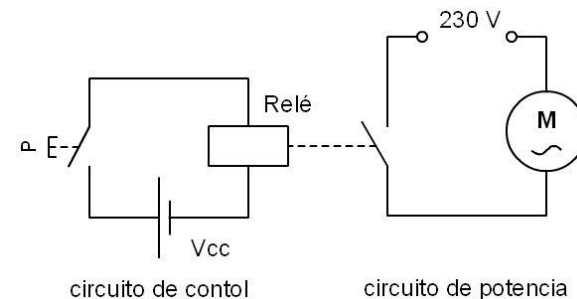 230 V
Relé
P
M
Vcc
circuito de contol
circuito de potencia